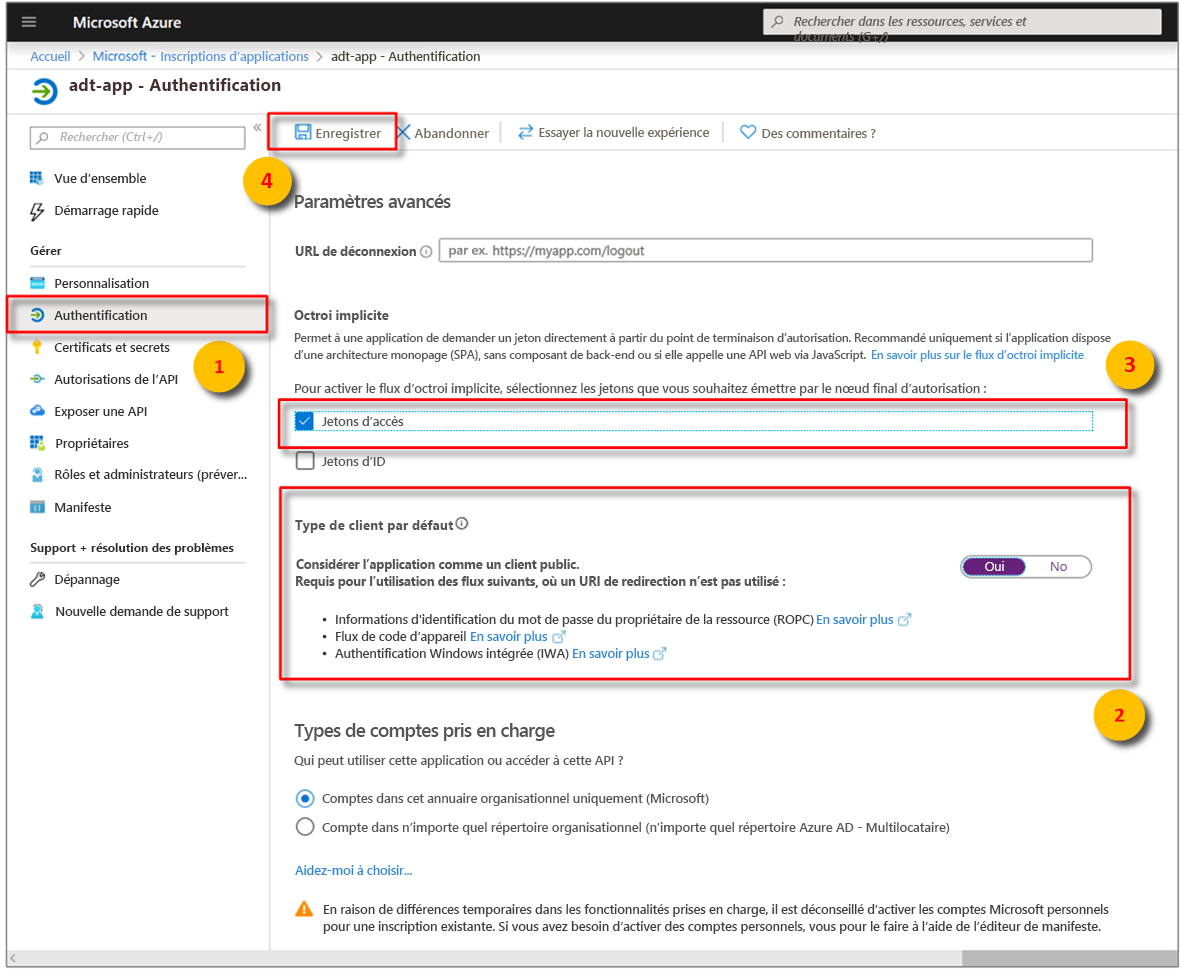 Microsoft Azure
Rechercher dans les ressources, services et
documents (G+/)
Accueil > Microsoft - Inscriptions d'applications > adt-app - Authentification
adt-app - Authentification
Rechercher (Ctrl+/)
«
Vue d'ensemble
Démarrage rapide
Gérer
Personnalisation
Authentification
1
Certificats et secrets
Autorisations de l'API
Exposer une API
Propriétaires
Rôles et administrateurs (préver...
Manifeste
Support + résolution des problèmes
Dépannage
Nouvelle demande de support
Enregistrer
Abandonner
Essayer la nouvelle expérience
Des commentaires ?
4
Paramètres avancés
URL de déconnexion
par ex. https://myapp.com/logout
Octroi implicite
Permet à une application de demander un jeton directement à partir du point de terminaison d'autorisation. Recommandé uniquement si l'application dispose
d'une architecture monopage (SPA), sans composant de back-end ou si elle appelle une API web via JavaScript. En savoir plus sur le flux d'octroi implicite
3
Pour activer le flux d'octroi implicite, sélectionnez les jetons que vous souhaitez émettre par le nœud final d'autorisation :
Jetons d'accès
Jetons d'ID
Type de client par défaut
Considérer l'application comme un client public.
Requis pour l'utilisation des flux suivants, où un URI de redirection n'est pas utilisé :
Oui
No
• Informations d'identification du mot de passe du propriétaire de la ressource (ROPC) En savoir plus
• Flux de code d'appareil En savoir plus
• Authentification Windows intégrée (IWA) En savoir plus
2
Types de comptes pris en charge
Qui peut utiliser cette application ou accéder à cette API ?
Comptes dans cet annuaire organisationnel uniquement (Microsoft)
Compte dans n'importe quel répertoire organisationnel (n'importe quel répertoire Azure AD - Multilocataire)
Aidez-moi à choisir...
En raison de différences temporaires dans les fonctionnalités prises en charge, il est déconseillé d'activer les comptes Microsoft personnels
pour une inscription existante. Si vous avez besoin d'activer des comptes personnels, vous pour le faire à l'aide de l'éditeur de manifeste.